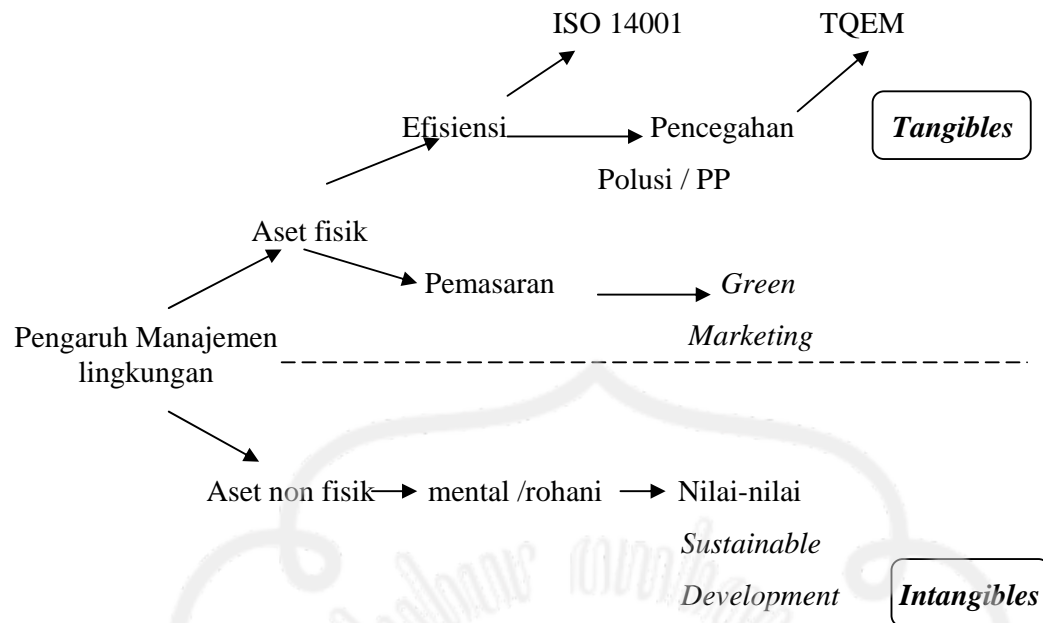 ISO 14001 TQEM
Efisiensi Pencegahan Tangibles
Polusi / PP
Aset fisik
Pemasaran Green
Pengaruh Manajemen Marketing
lingkungan
Aset non fisik mental /rohani Nilai-nilai
Sustainable
Development Intangibles